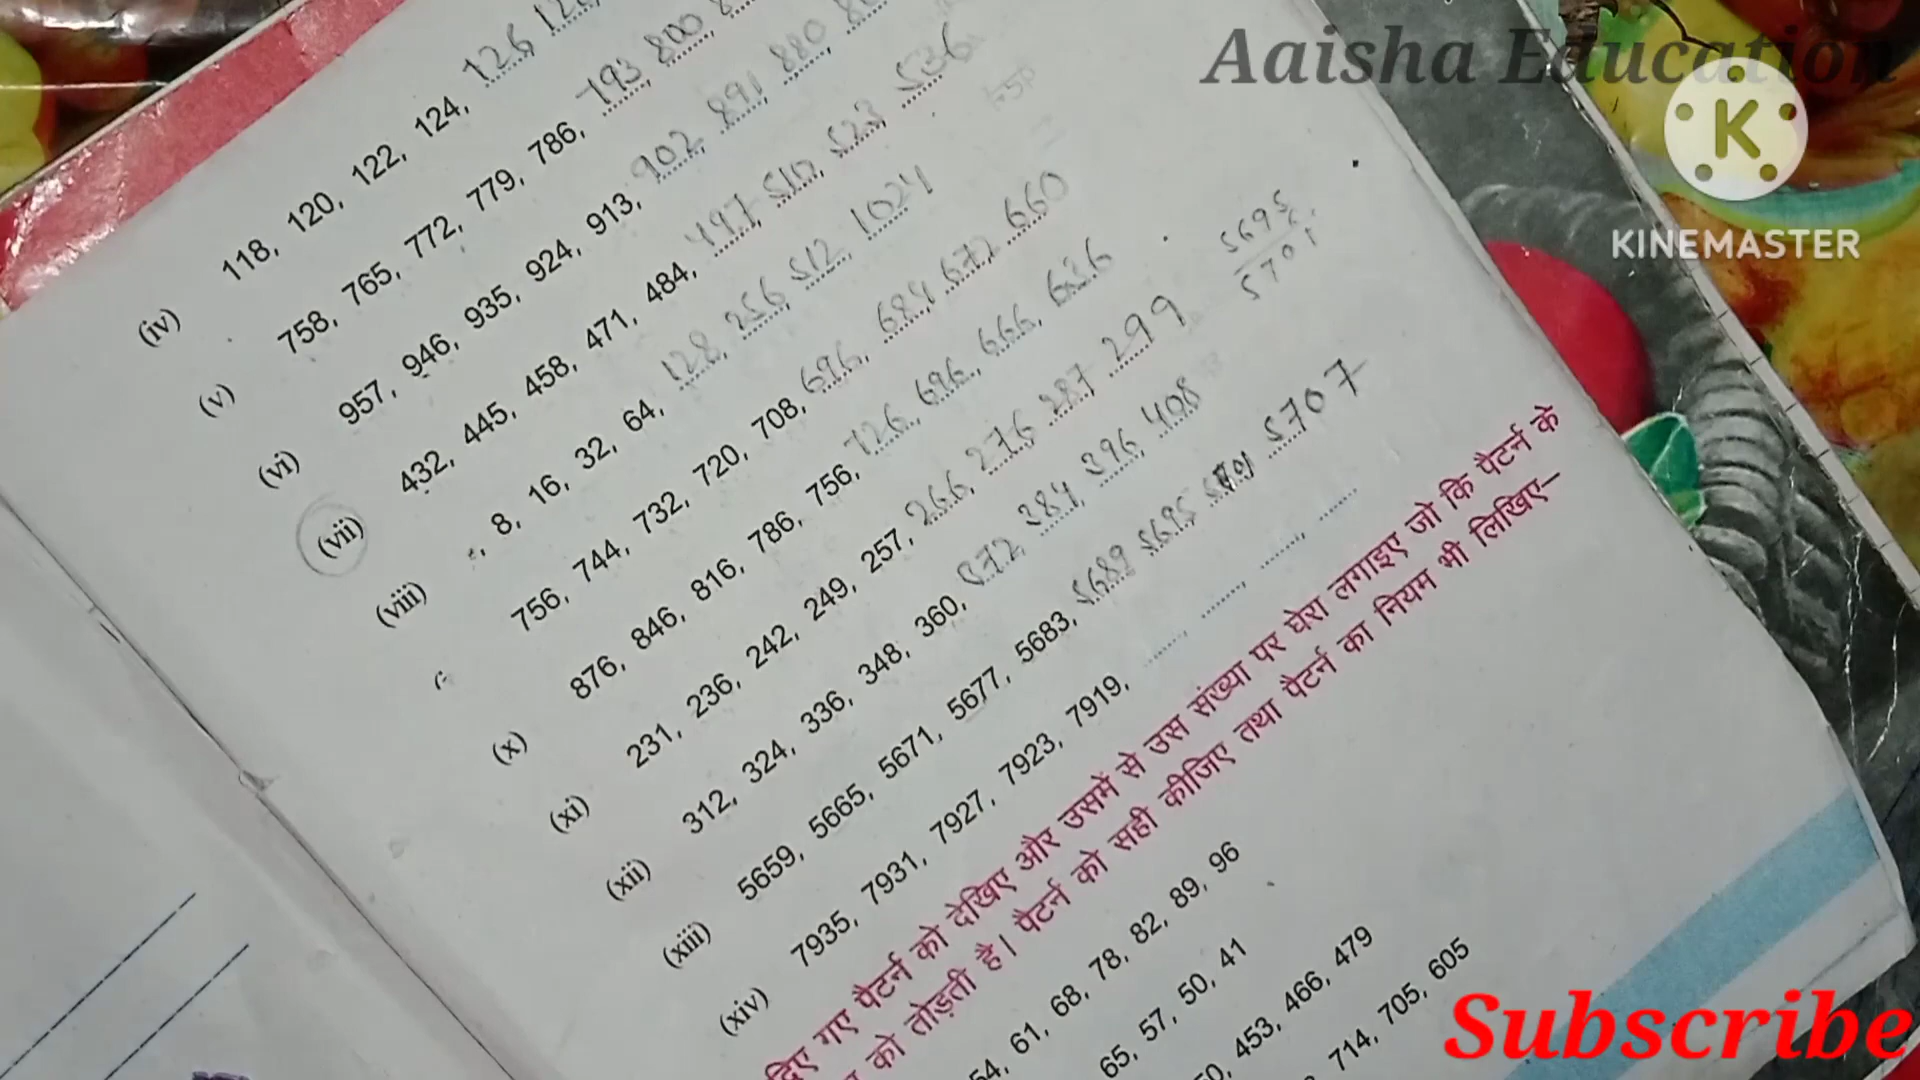 Aaisha Education
K
KINEMASTER
(iv) 118, 120, 122, 124, 126
(v) 758, 765, 772, 779, 786, 793, 800
(vi) 957, 946, 935, 924, 913, 902, 891, 880
(vii) 432, 445, 458, 471, 484, 497, 510, 523, 536
(viii) , 8, 16, 32, 64, 128, 256, 512, 1024
756, 744, 732, 720, 708, 696, 684, 672, 660
(x) 876, 846, 816, 786, 756, 726, 696, 666, 636
(xi) 231, 236, 242, 249, 257, 266, 276, 287, 299
(xii) 312, 324, 336, 348, 360, 372, 384, 396, 408
(xiii) 5659, 5665, 5671, 5677, 5683, 5689 5695 5701 5707
(xiv) 7935, 7931, 7927, 7923, 7919,
5695
5701
दिए गए पैटर्न को देखिए और उसमें से उस संख्या पर घेरा लगाइए जो कि पैटर्न के
को तोड़ती है। पैटर्न को सही कीजिए तथा पैटर्न का नियम भी लिखिए–
54, 61, 68, 78, 82, 89, 96
65, 57, 50, 41
453, 466, 479
714, 705, 605
Subscribe